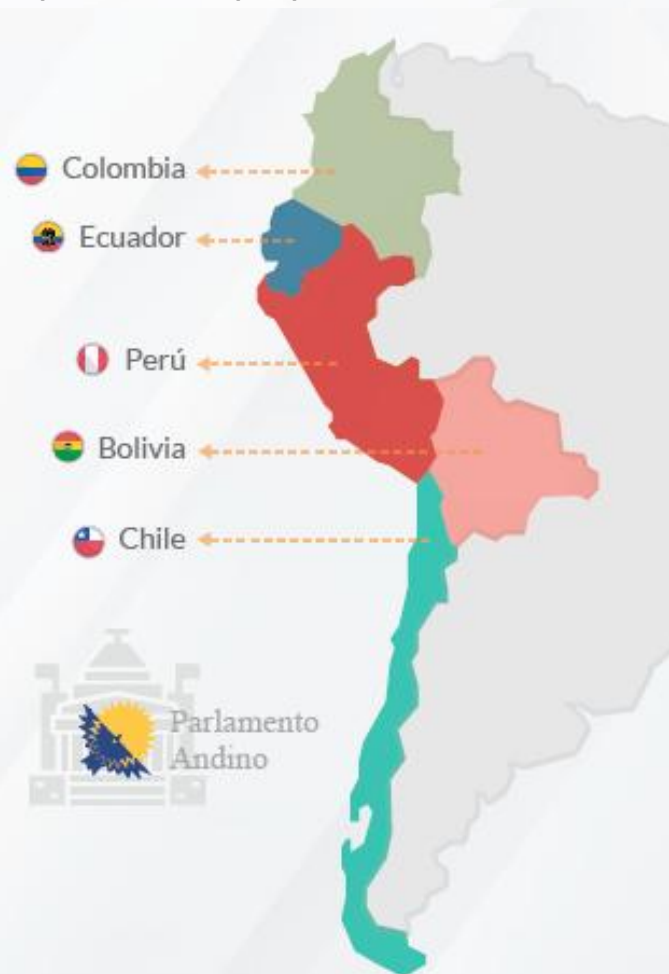 Colombia
Ecuador
Perú
Bolivia
Chile
Parlamento
Andino